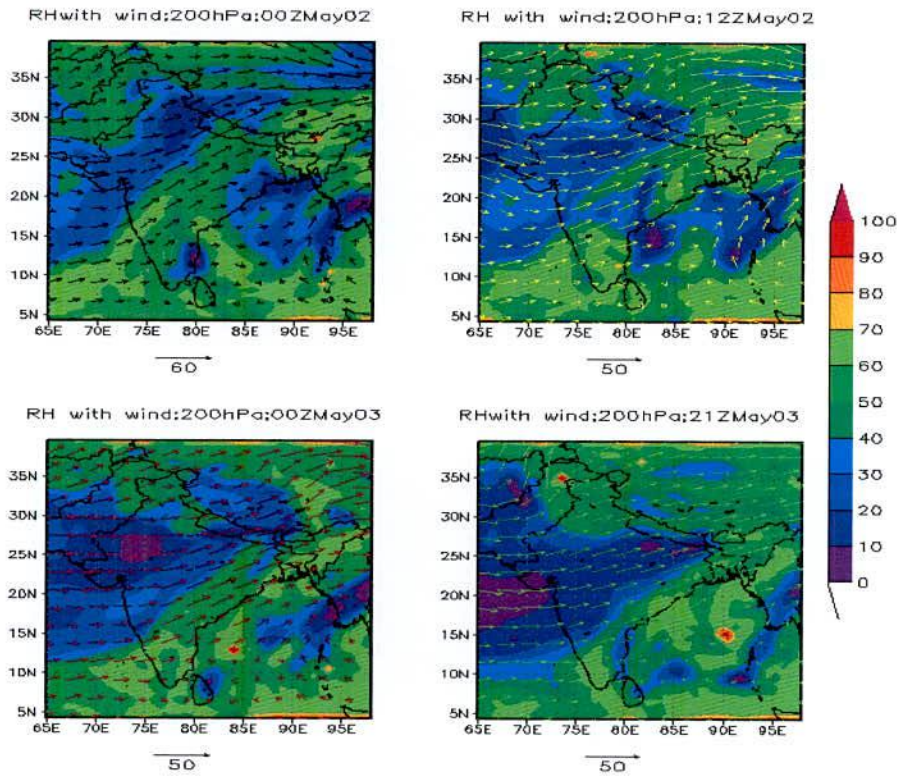 RHwith wind;200hPa;00ZMay02
35N
30N
25N
20N
15N
10N
5N
65E 70E 75E 80E 85E 90E 95E
60
RHwith wind;200hPa;12ZMay02
35N
30N
25N
20N
15N
10N
5N
65E 70E 75E 80E 85E 90E 95E
50
100
90
80
70
60
50
40
30
20
10
0
RH with wind;200hPa;00ZMay03
35N
30N
25N
20N
15N
10N
5N
65E 70E 75E 80E 85E 90E 95E
50
RHwith wind;200hPa;21ZMay03
35N
30N
25N
20N
15N
10N
5N
65E 70E 75E 80E 85E 90E 95E
50